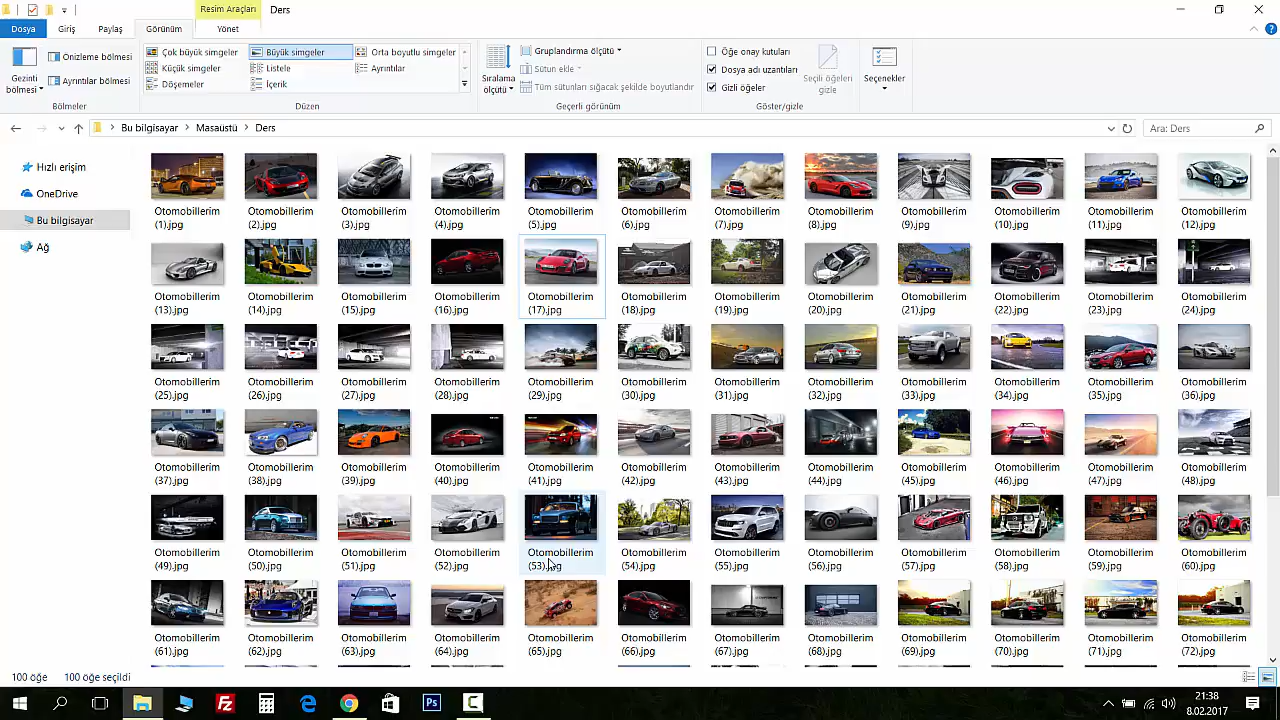 Resim Araçları
Ders
Dosya
Giriş
Paylaş
Görünüm
Yönet
Gezinti bölmesi
Önizleme bölmesi
Ayrıntılar bölmesi
Bölmeler
Çok büyük simgeler
Büyük simgeler
Orta boyutlu simgeler
Küçük simgeler
Listele
Ayrıntılar
Döşemeler
İçerik
Düzen
Sıralama ölçütü
Gruplandırma ölçütü
Sütun ekle
Tüm sütunları sığacak şekilde boyutlandır
Geçerli görünüm
Öğe onay kutuları
Dosya adı uzantıları
Gizli öğeler
Seçili öğeleri gizle
Göster/gizle
Seçenekler
Bu bilgisayar > Masaüstü > Ders
Ara: Ders
Hızlı erişim
OneDrive
Bu bilgisayar
Ağ
Otomobillerim (1).jpg
Otomobillerim (2).jpg
Otomobillerim (3).jpg
Otomobillerim (4).jpg
Otomobillerim (5).jpg
Otomobillerim (6).jpg
Otomobillerim (7).jpg
Otomobillerim (8).jpg
Otomobillerim (9).jpg
Otomobillerim (10).jpg
Otomobillerim (11).jpg
Otomobillerim (12).jpg
Otomobillerim (13).jpg
Otomobillerim (14).jpg
Otomobillerim (15).jpg
Otomobillerim (16).jpg
Otomobillerim (17).jpg
Otomobillerim (18).jpg
Otomobillerim (19).jpg
Otomobillerim (20).jpg
Otomobillerim (21).jpg
Otomobillerim (22).jpg
Otomobillerim (23).jpg
Otomobillerim (24).jpg
Otomobillerim (25).jpg
Otomobillerim (26).jpg
Otomobillerim (27).jpg
Otomobillerim (28).jpg
Otomobillerim (29).jpg
Otomobillerim (30).jpg
Otomobillerim (31).jpg
Otomobillerim (32).jpg
Otomobillerim (33).jpg
Otomobillerim (34).jpg
Otomobillerim (35).jpg
Otomobillerim (36).jpg
Otomobillerim (37).jpg
Otomobillerim (38).jpg
Otomobillerim (39).jpg
Otomobillerim (40).jpg
Otomobillerim (41).jpg
Otomobillerim (42).jpg
Otomobillerim (43).jpg
Otomobillerim (44).jpg
Otomobillerim (45).jpg
Otomobillerim (46).jpg
Otomobillerim (47).jpg
Otomobillerim (48).jpg
Otomobillerim (49).jpg
Otomobillerim (50).jpg
Otomobillerim (51).jpg
Otomobillerim (52).jpg
Otomobillerim (53).jpg
Otomobillerim (54).jpg
Otomobillerim (55).jpg
Otomobillerim (56).jpg
Otomobillerim (57).jpg
Otomobillerim (58).jpg
Otomobillerim (59).jpg
Otomobillerim (60).jpg
Otomobillerim (61).jpg
Otomobillerim (62).jpg
Otomobillerim (63).jpg
Otomobillerim (64).jpg
Otomobillerim (65).jpg
Otomobillerim (66).jpg
Otomobillerim (67).jpg
Otomobillerim (68).jpg
Otomobillerim (69).jpg
Otomobillerim (70).jpg
Otomobillerim (71).jpg
Otomobillerim (72).jpg
100 öğe
100 öğe seçildi
Fz
e
Ps
21:38
8.02.2017